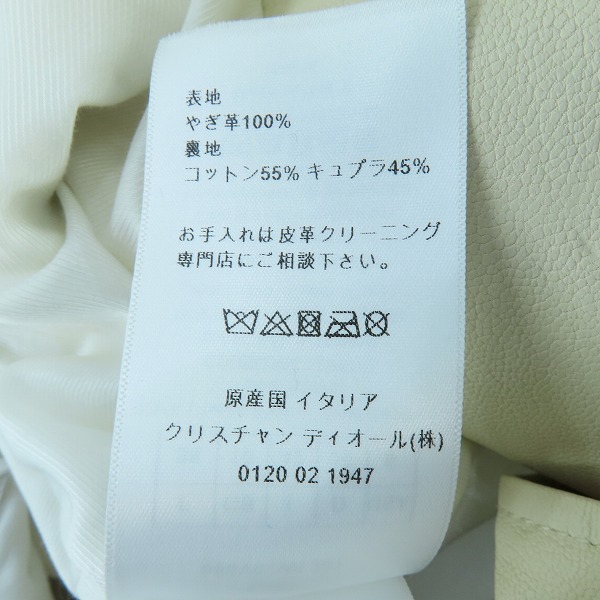 表地
やぎ革100%
裏地
コットン55% キュプラ45%
お手入れは皮革クリーニング
専門店にご相談下さい。
原産国 イタリア
クリスチャン ディオール(株)
0120 02 1947